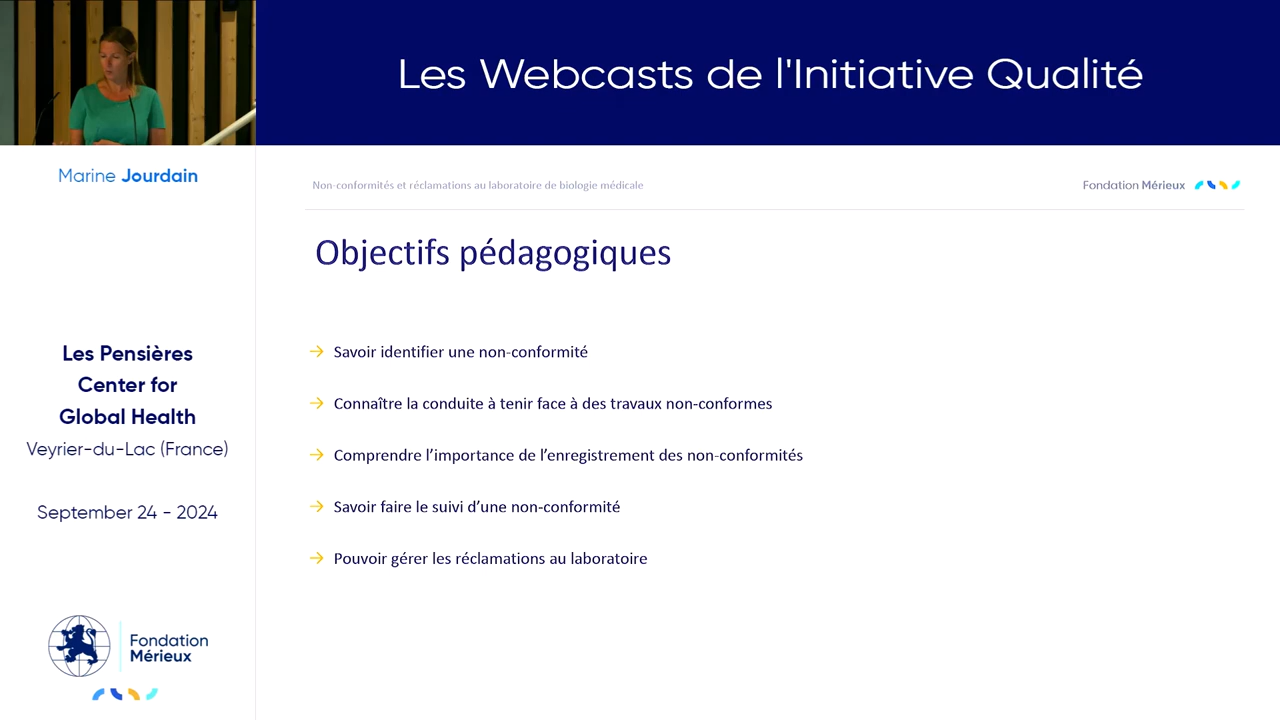 Les Webcasts de l'Initiative Qualité
Marine Jourdain
Non-conformités et réclamations au laboratoire de biologie médicale
Fondation Mérieux
Objectifs pédagogiques
→ Savoir identifier une non-conformité
→ Connaître la conduite à tenir face à des travaux non-conformes
→ Comprendre l’importance de l’enregistrement des non-conformités
→ Savoir faire le suivi d’une non-conformité
→ Pouvoir gérer les réclamations au laboratoire
Les Pensières
Center for
Global Health
Veyrier-du-Lac (France)
September 24 - 2024
Fondation
Mérieux